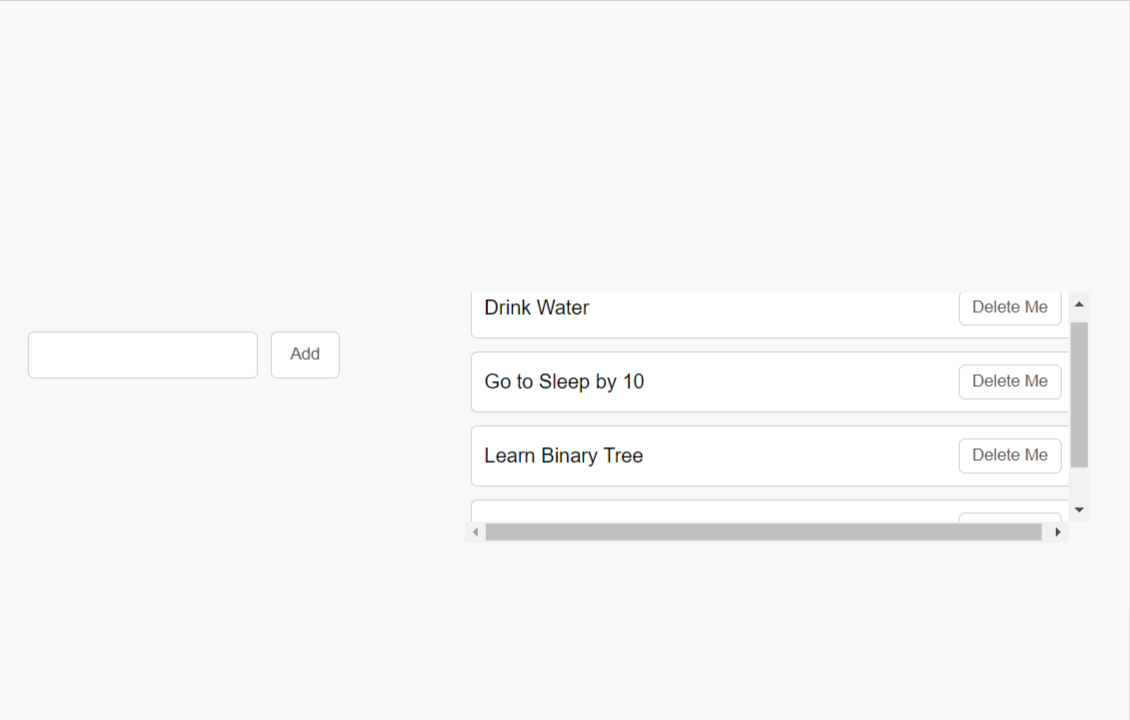 Drink Water
Delete Me
Add
Go to Sleep by 10
Delete Me
Learn Binary Tree
Delete Me